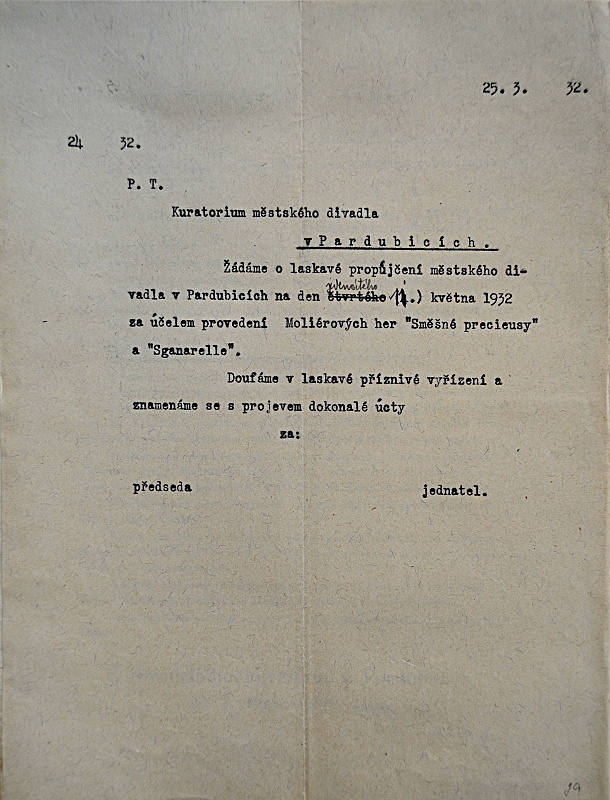 25. 3. 32.
24 32.
P. T.
Kuratorium městského divadla
v Pardubicích.
Žádáme o laskavé propůjčení městského di-
jedenáctého
vadla v Pardubicích na den čtvrtého 11.) května 1932
za účelem provedení Moliérových her "Směšné precieusy"
a "Sganarelle".
Doufáme v laskavé příznivé vyřízení a
znamenáme se s projevem dokonalé úcty
za:
předseda jednatel.